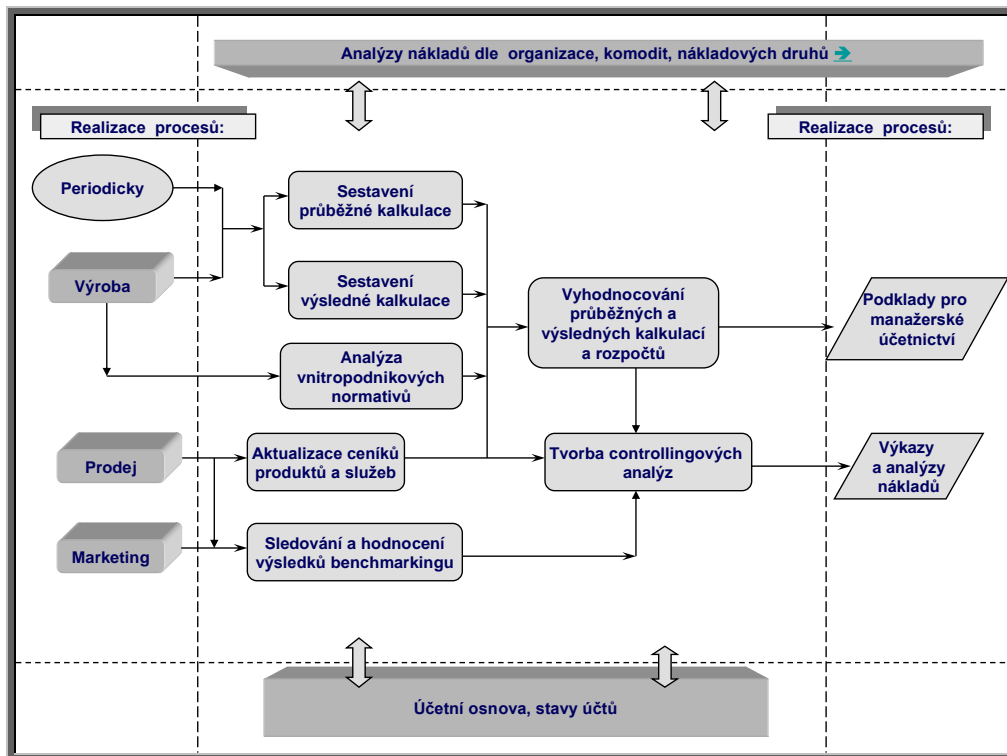 Analýzy nákladů dle organizace, komodit, nákladových druhů ➔
Realizace procesů:
Realizace procesů:
Periodicky
Sestavení
průběžné kalkulace
Výroba
Sestavení
výsledné kalkulace
Vyhodnocování
průběžných a
výsledných kalkulací
a rozpočtů
Podklady pro
manažerské
účetnictví
Analýza
vnitropodnikových
normativů
Prodej
Aktualizace ceníků
produktů a služeb
Tvorba controllingových
analýz
Výkazy
a analýzy
nákladů
Marketing
Sledování a hodnocení
výsledků benchmarkingu
Účetní osnova, stavy účtů